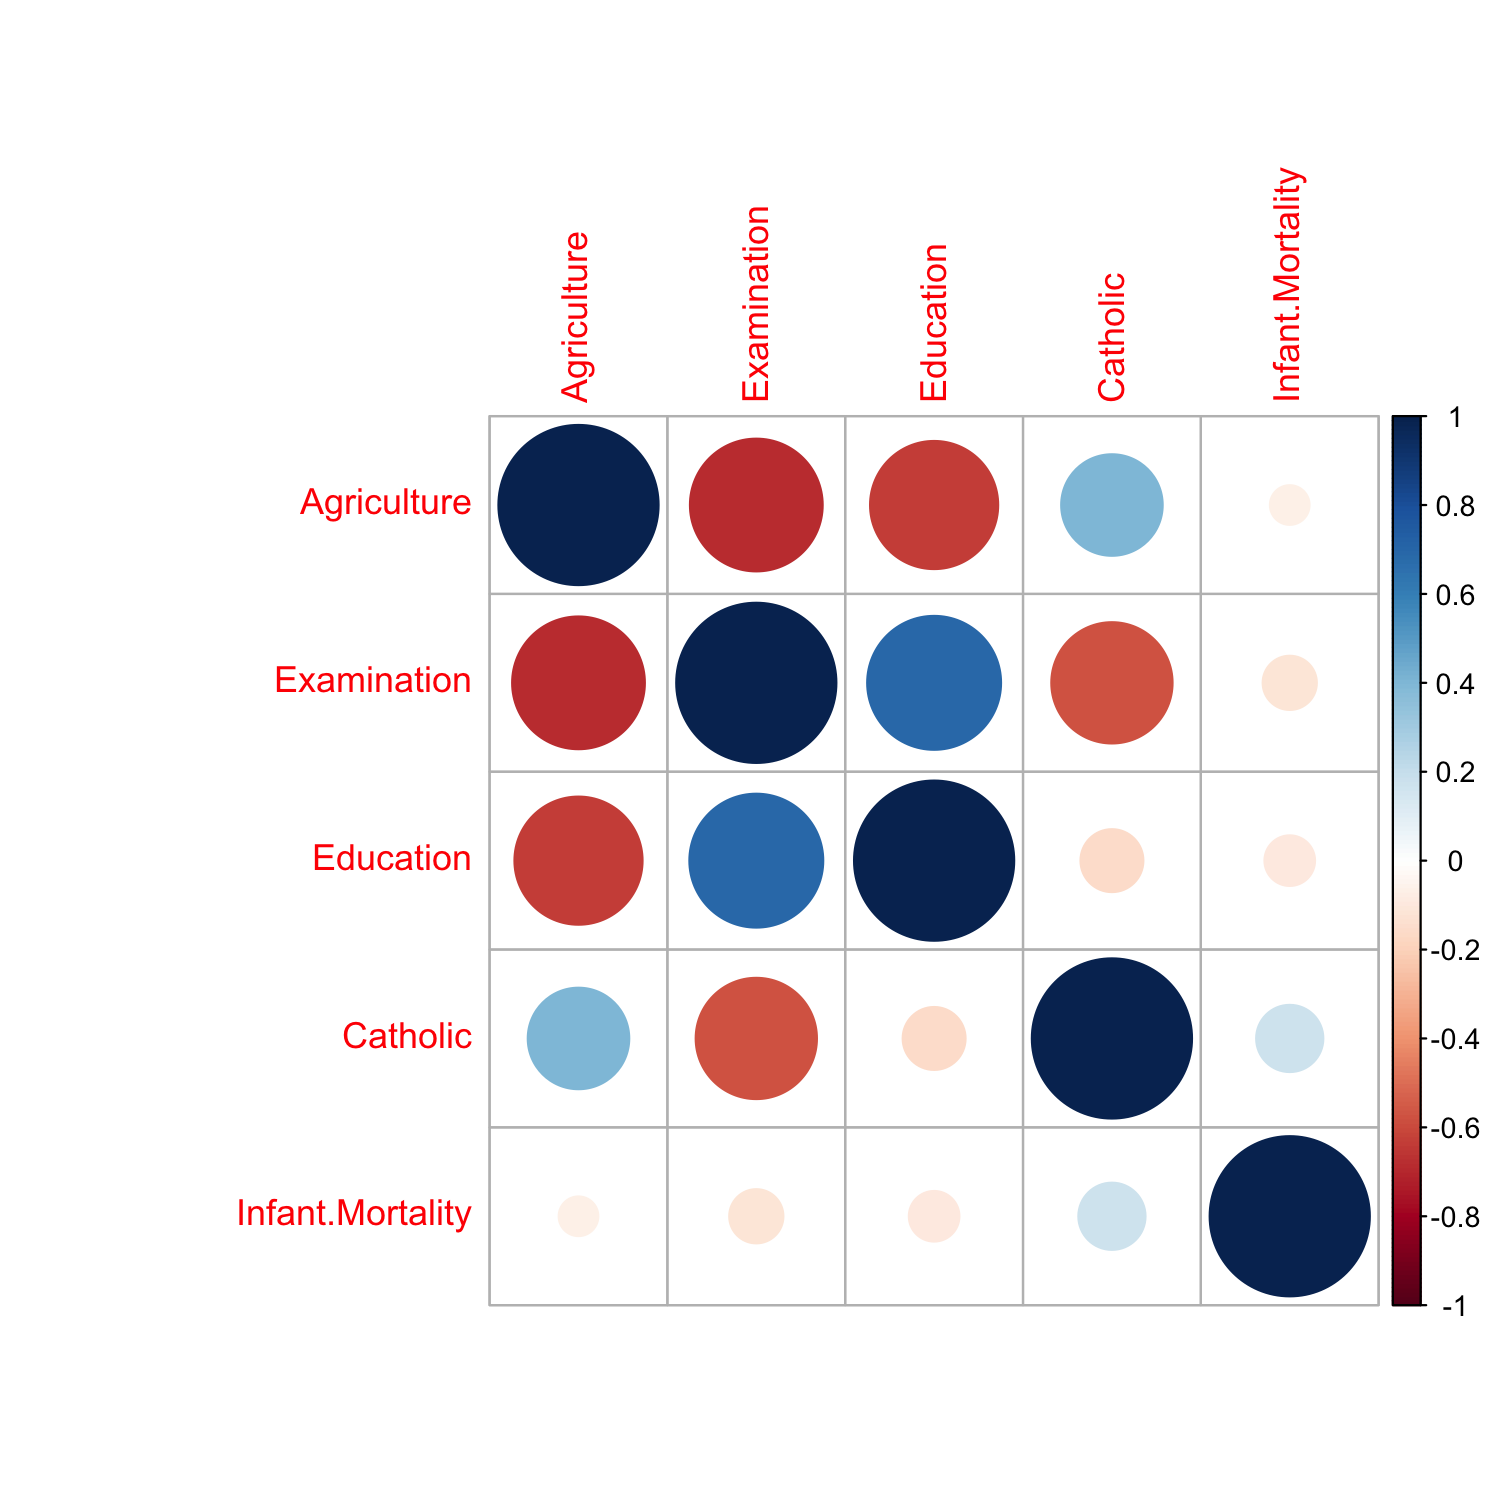 Agriculture
Examination
Education
Catholic
Infant.Mortality
Agriculture
Examination
Education
Catholic
Infant.Mortality
1
0.8
0.6
0.4
0.2
0
-0.2
-0.4
-0.6
-0.8
-1